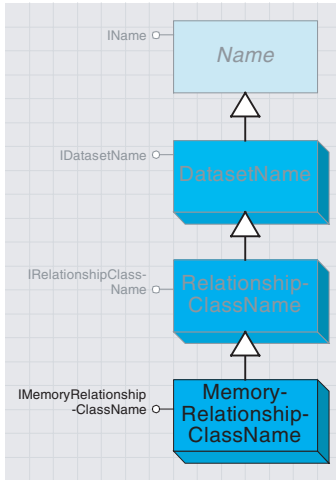 IName
Name
IDatasetName
DatasetName
IRelationshipClass-
Name
Relationship-
ClassName
IMemoryRelationship
-ClassName
Memory-
Relationship-
ClassName